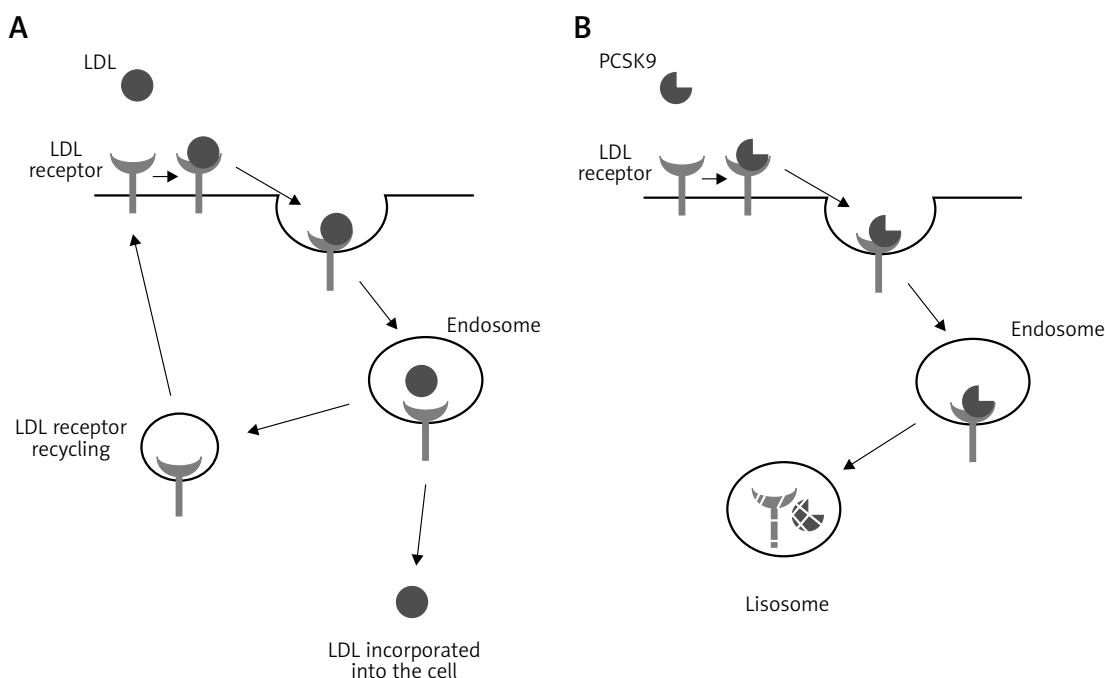 A
LDL
LDL
receptor
Endosome
LDL receptor
recycling
LDL incorporated
into the cell
B
PCSK9
LDL
receptor
Endosome
Lisosome